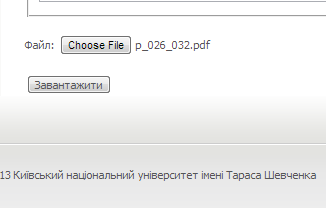 Файл: Choose File p_026_032.pdf
Завантажити
13 Київський національний університет імені Тараса Шевченка